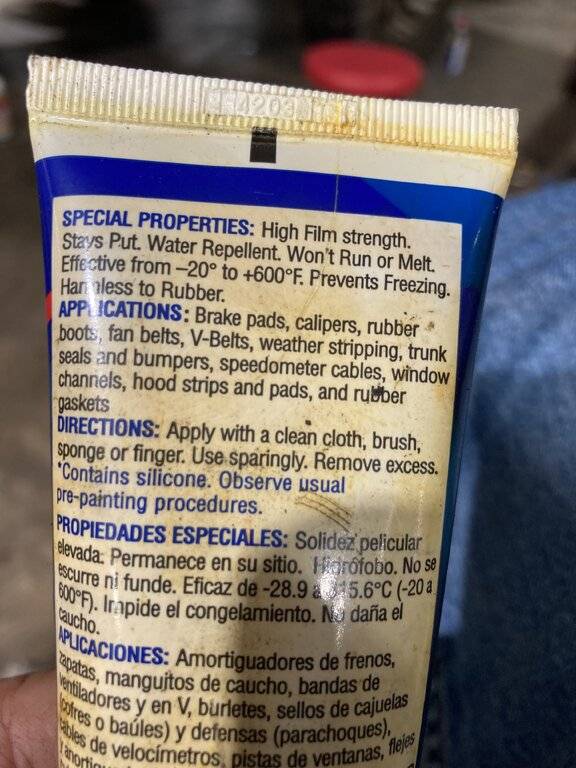 14203
SPECIAL PROPERTIES: High Film strength.
Stays Put. Water Repellent. Won't Run or Melt.
Effective from –20° to +600°F. Prevents Freezing.
Harmless to Rubber.
APPLICATIONS: Brake pads, calipers, rubber
boots, fan belts, V-Belts, weather stripping, trunk
seals and bumpers, speedometer cables, window
channels, hood strips and pads, and rubber
gaskets
DIRECTIONS: Apply with a clean cloth, brush,
sponge or finger. Use sparingly. Remove excess.
*Contains silicone. Observe usual
pre-painting procedures.
PROPIEDADES ESPECIALES: Solidez pelicular
elevada. Permanece en su sitio. Hidrófobo. No se
escurre ni funde. Eficaz de -28.9 a 315.6°C (-20 a
600°F). Impide el congelamiento. No daña el
caucho.
APLICACIONES: Amortiguadores de frenos,
zapatas, manguitos de caucho, bandas de
ventiladores y en V, burletes, sellos de cajuelas
(cofres o baúles) y defensas (parachoques),
cables de velocímetros, pistas de ventanas, flejes